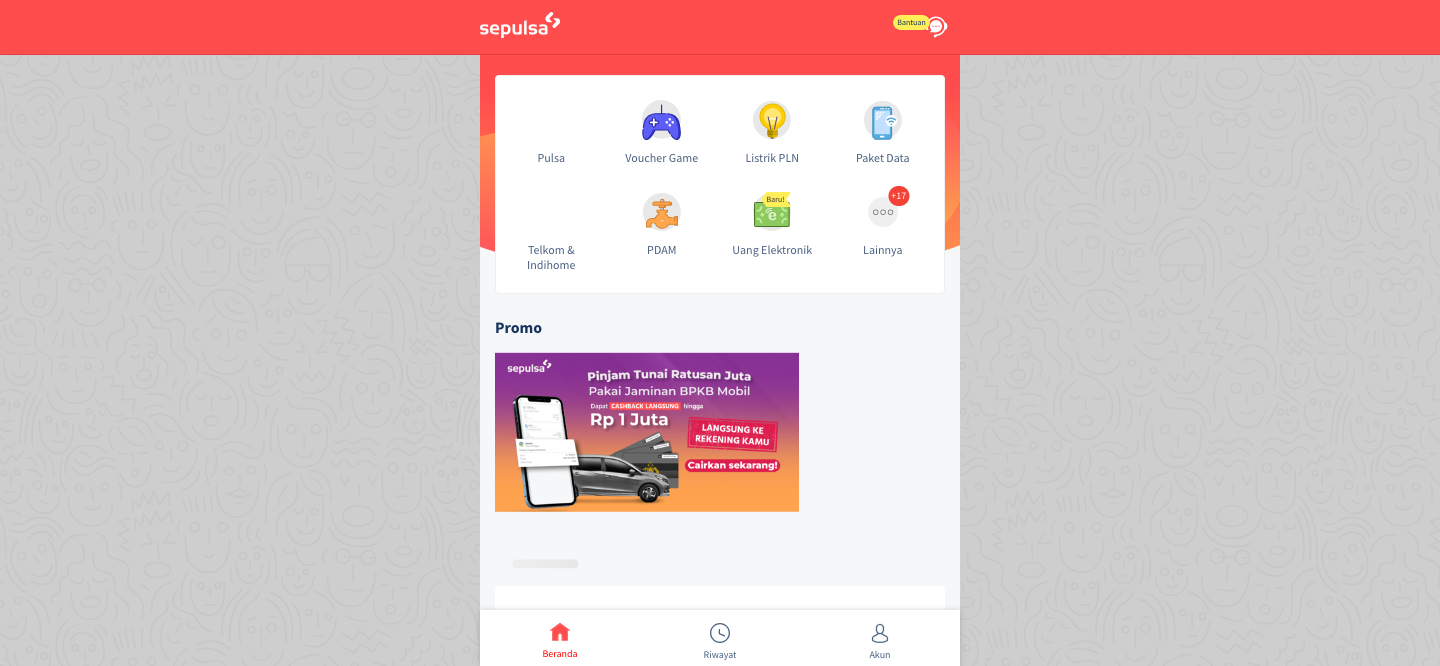 sepulsa
Bantuan
Pulsa
Voucher Game
Listrik PLN
Paket Data
Telkom &
Indihome
PDAM
Baru!
Uang Elektronik
+17
Lainnya
Promo
sepulsa
Pinjam Tunai Ratusan Juta
Pakai Jaminan BPKB Mobil
Dapat CASHBACK LANGSUNG hingga
Rp 1 Juta
LANGSUNG KE
REKENING KAMU
Cairkan sekarang!
Beranda
Riwayat
Akun